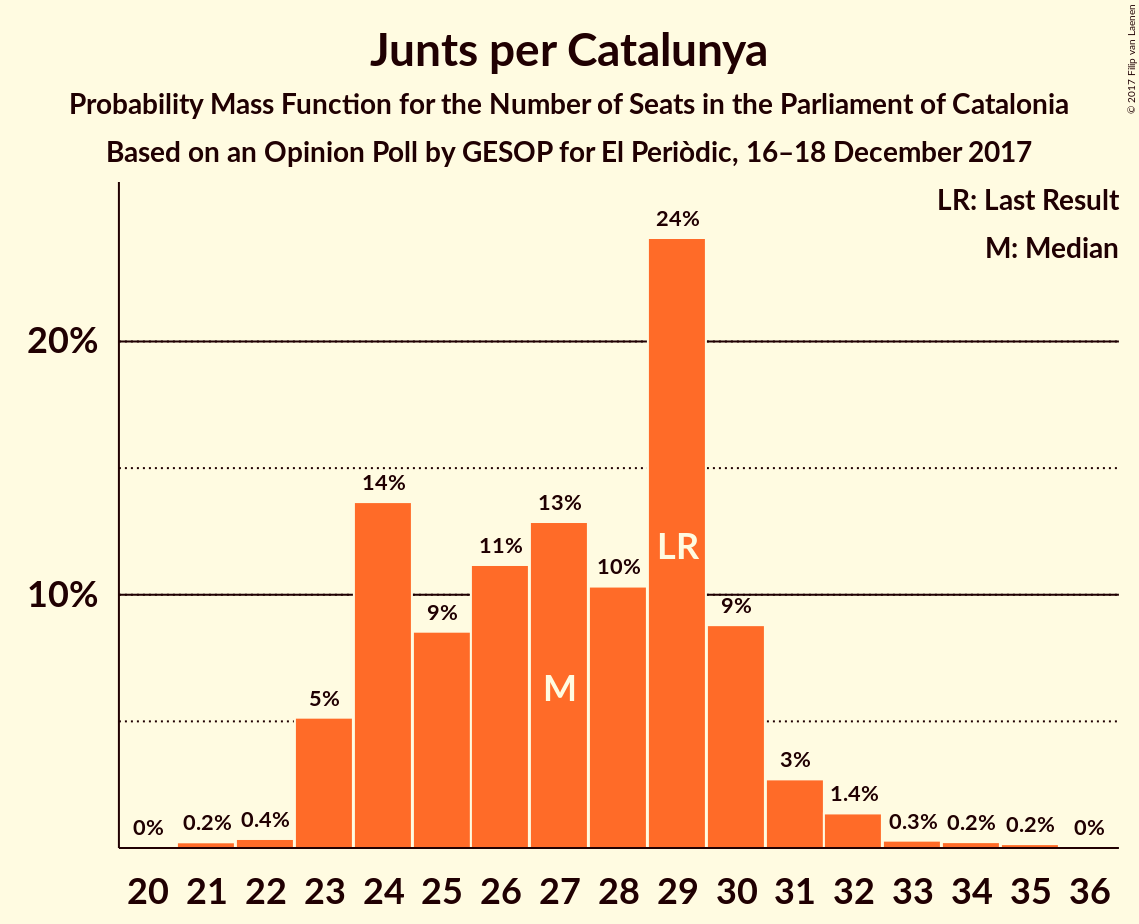 Junts per Catalunya
Probability Mass Function for the Number of Seats in the Parliament of Catalonia
Based on an Opinion Poll by GESOP for El Periòdic, 16–18 December 2017
© 2017 Filip van Laenen
LR: Last Result
M: Median
20%
10%
0%
0.2%
0.4%
5%
14%
9%
11%
13%
10%
24%
9%
3%
1.4%
0.3%
0.2%
0.2%
0%
M
LR
20 21 22 23 24 25 26 27 28 29 30 31 32 33 34 35 36